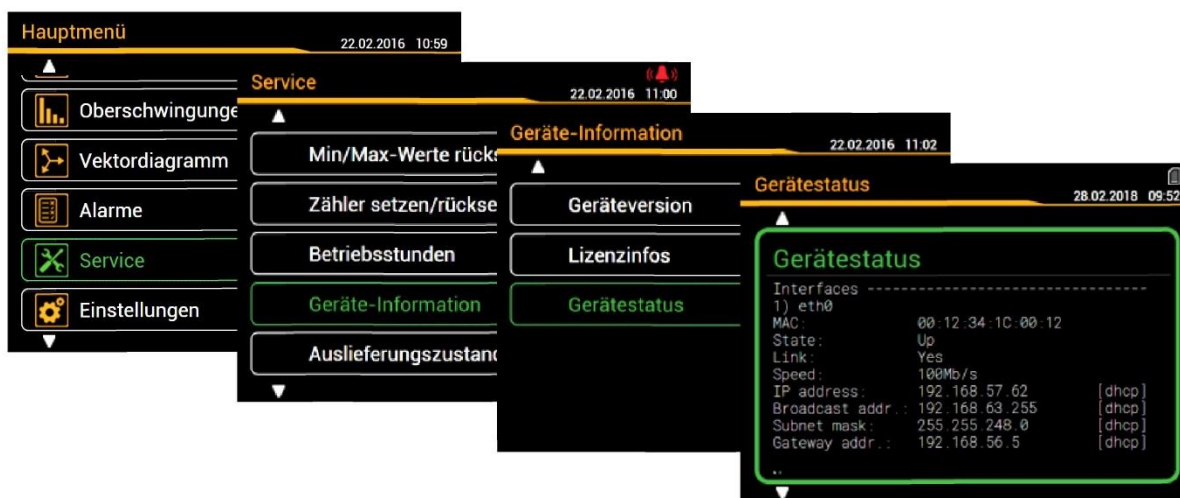 Hauptmenü
22.02.2016 10:59
Oberschwingunge
Vektordiagramm
Alarme
Service
Einstellungen
Service
22.02.2016 11:00
Min/Max-Werte rücks
Zähler setzen/rückse
Betriebsstunden
Geräte-Information
Auslieferungszustand
Geräte-Information
22.02.2016 11:02
Geräteversion
Lizenzinfos
Gerätestatus
Gerätestatus
28.02.2018 09:52
Gerätestatus
Interfaces ---------------------------------
1) eth0
MAC: 00:12:34:1C:00:12
State: Up
Link: Yes
Speed: 100Mb/s
IP address: 192.168.57.62 [dhcp]
Broadcast addr.: 192.168.63.255 [dhcp]
Subnet mask: 255.255.248.0 [dhcp]
Gateway addr.: 192.168.56.5 [dhcp]
..